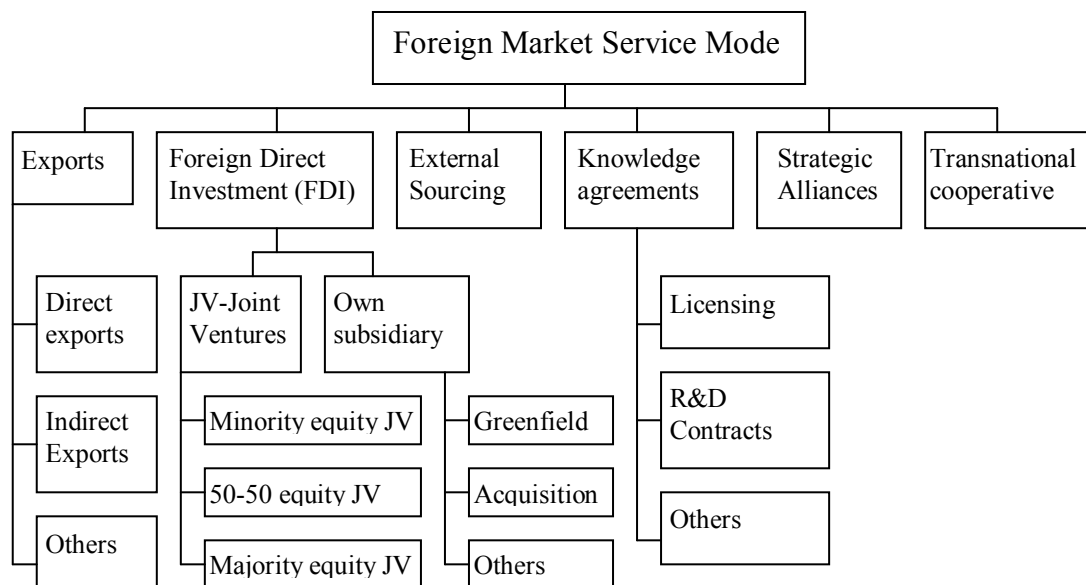 Foreign Market Service Mode
Exports
Foreign Direct
Investment (FDI)
External
Sourcing
Knowledge
agreements
Strategic
Alliances
Transnational
cooperative
Direct
exports
Indirect
Exports
Others
JV-Joint
Ventures
Own
subsidiary
Minority equity JV
50-50 equity JV
Majority equity JV
Greenfield
Acquisition
Others
Licensing
R&D
Contracts
Others